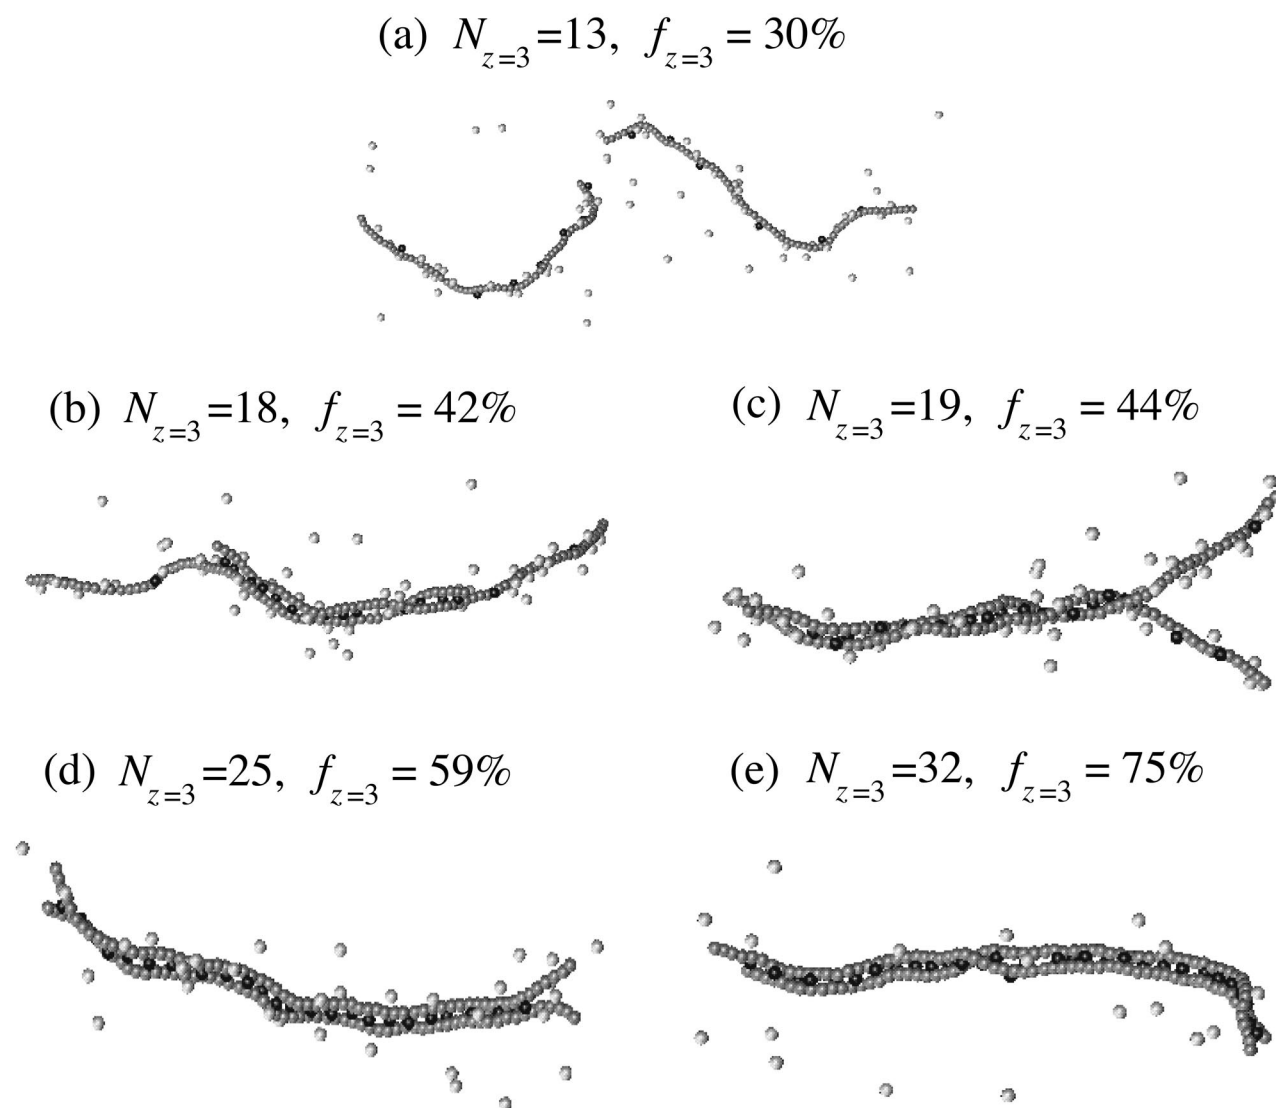 (a) N_{z=3}=13, f_{z=3} = 30%
(b) N_{z=3}=18, f_{z=3} = 42%
(c) N_{z=3}=19, f_{z=3} = 44%
(d) N_{z=3}=25, f_{z=3} = 59%
(e) N_{z=3}=32, f_{z=3} = 75%